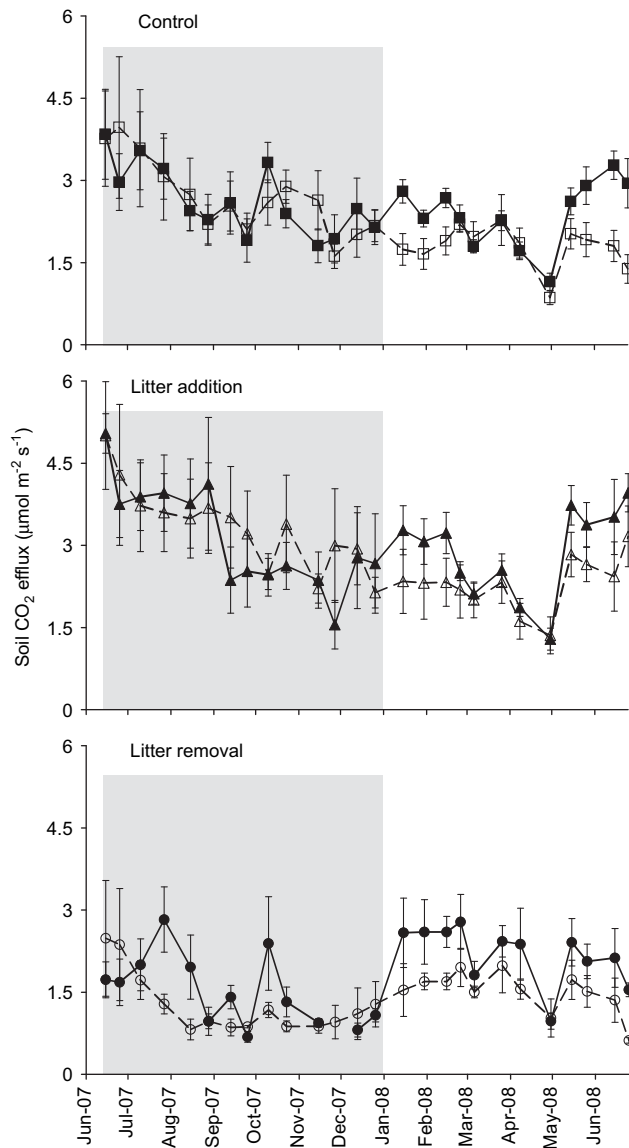 Control
6
4.5
3
1.5
0
Litter addition
6
4.5
3
1.5
0
Soil CO2 efflux (µmol m-2 s-1)
Litter removal
6
4.5
3
1.5
0
Jun-07
Jul-07
Aug-07
Sep-07
Oct-07
Nov-07
Dec-07
Jan-08
Feb-08
Mar-08
Apr-08
May-08
Jun-08